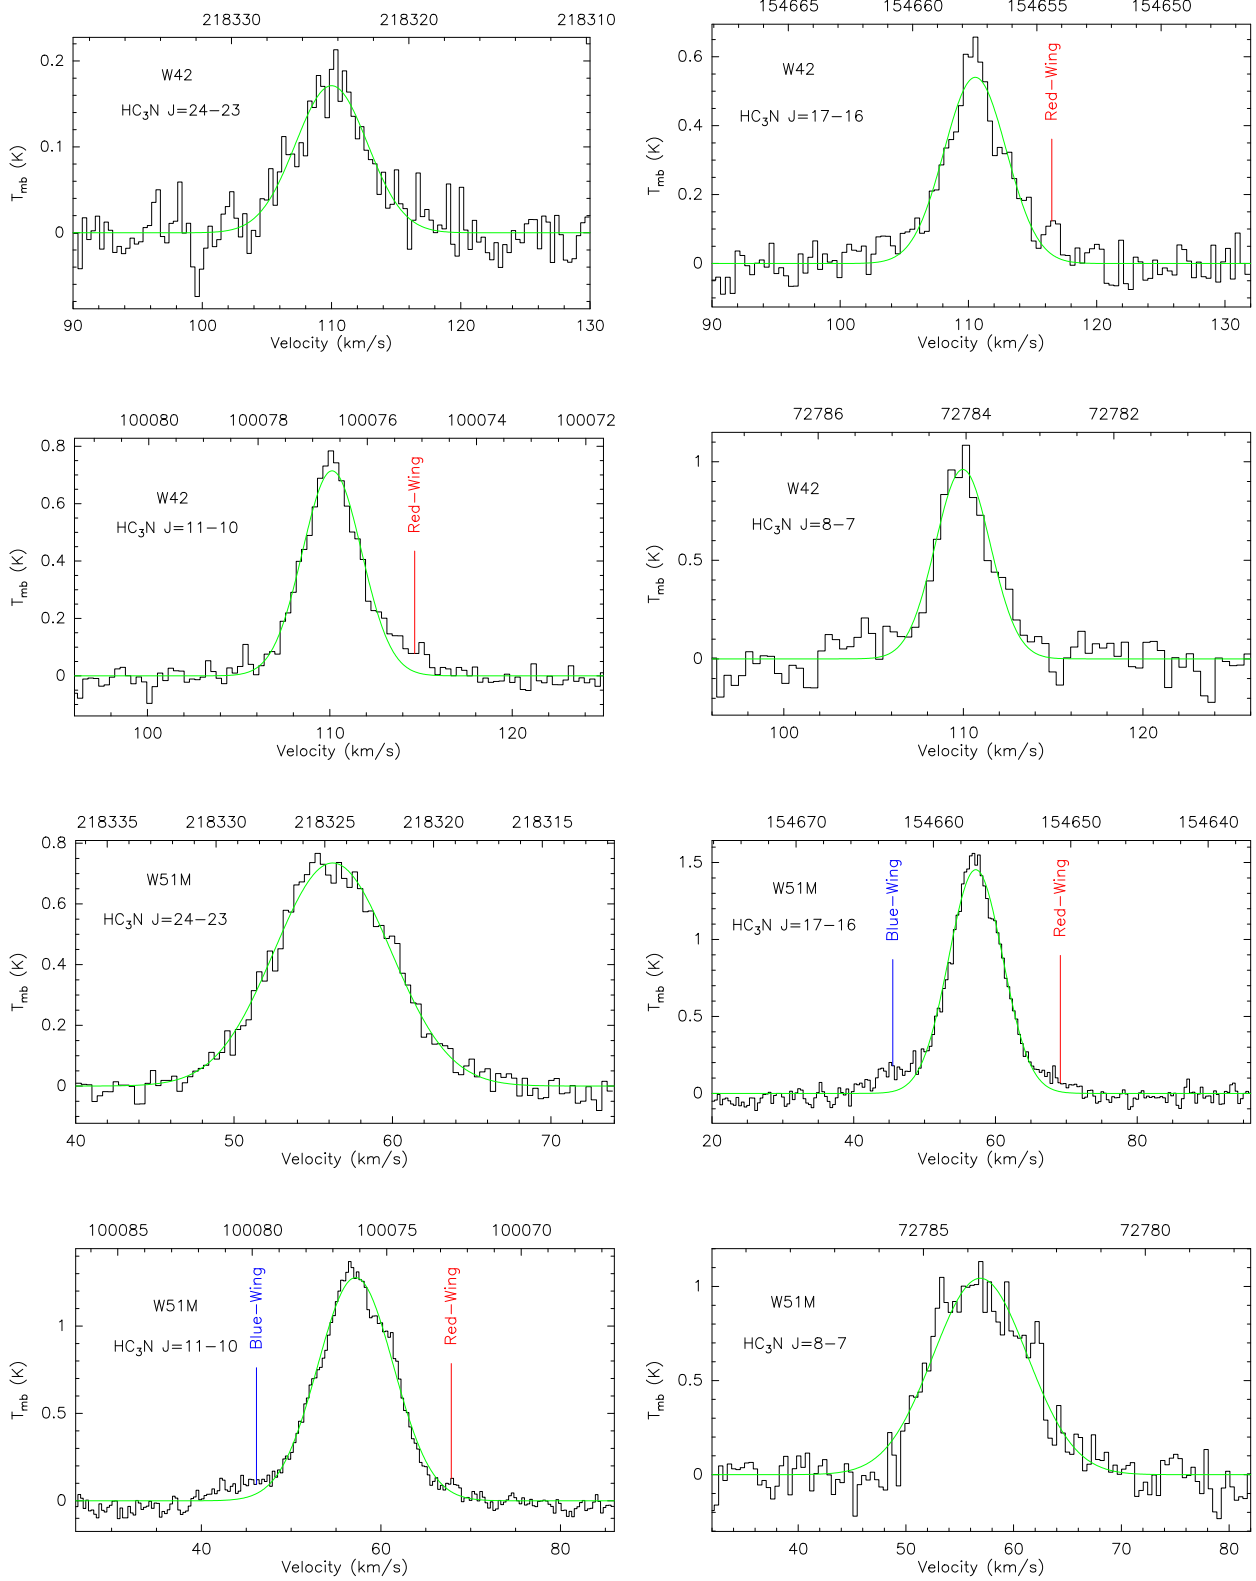 218330 218320 218310
0.2
0.1
0
T_mb (K)
W42
HC₃N J=24−23
90 100 110 120 130
Velocity (km/s)
154665 154660 154655 154650
0.6
0.4
0.2
0
T_mb (K)
W42
HC₃N J=17−16
Red−Wing
90 100 110 120 130
Velocity (km/s)
100080 100078 100076 100074 100072
0.8
0.6
0.4
0.2
0
T_mb (K)
W42
HC₃N J=11−10
Red−Wing
100 110 120
Velocity (km/s)
72786 72784 72782
1
0.5
0
T_mb (K)
W42
HC₃N J=8−7
100 110 120
Velocity (km/s)
218335 218330 218325 218320 218315
0.8
0.6
0.4
0.2
0
T_mb (K)
W51M
HC₃N J=24−23
40 50 60 70
Velocity (km/s)
154670 154660 154650 154640
1.5
1
0.5
0
T_mb (K)
W51M
HC₃N J=17−16
Blue−Wing
Red−Wing
20 40 60 80
Velocity (km/s)
100085 100080 100075 100070
1
0.5
0
T_mb (K)
W51M
HC₃N J=11−10
Blue−Wing
Red−Wing
40 60 80
Velocity (km/s)
72785 72780
1
0.5
0
T_mb (K)
W51M
HC₃N J=8−7
40 50 60 70 80
Velocity (km/s)